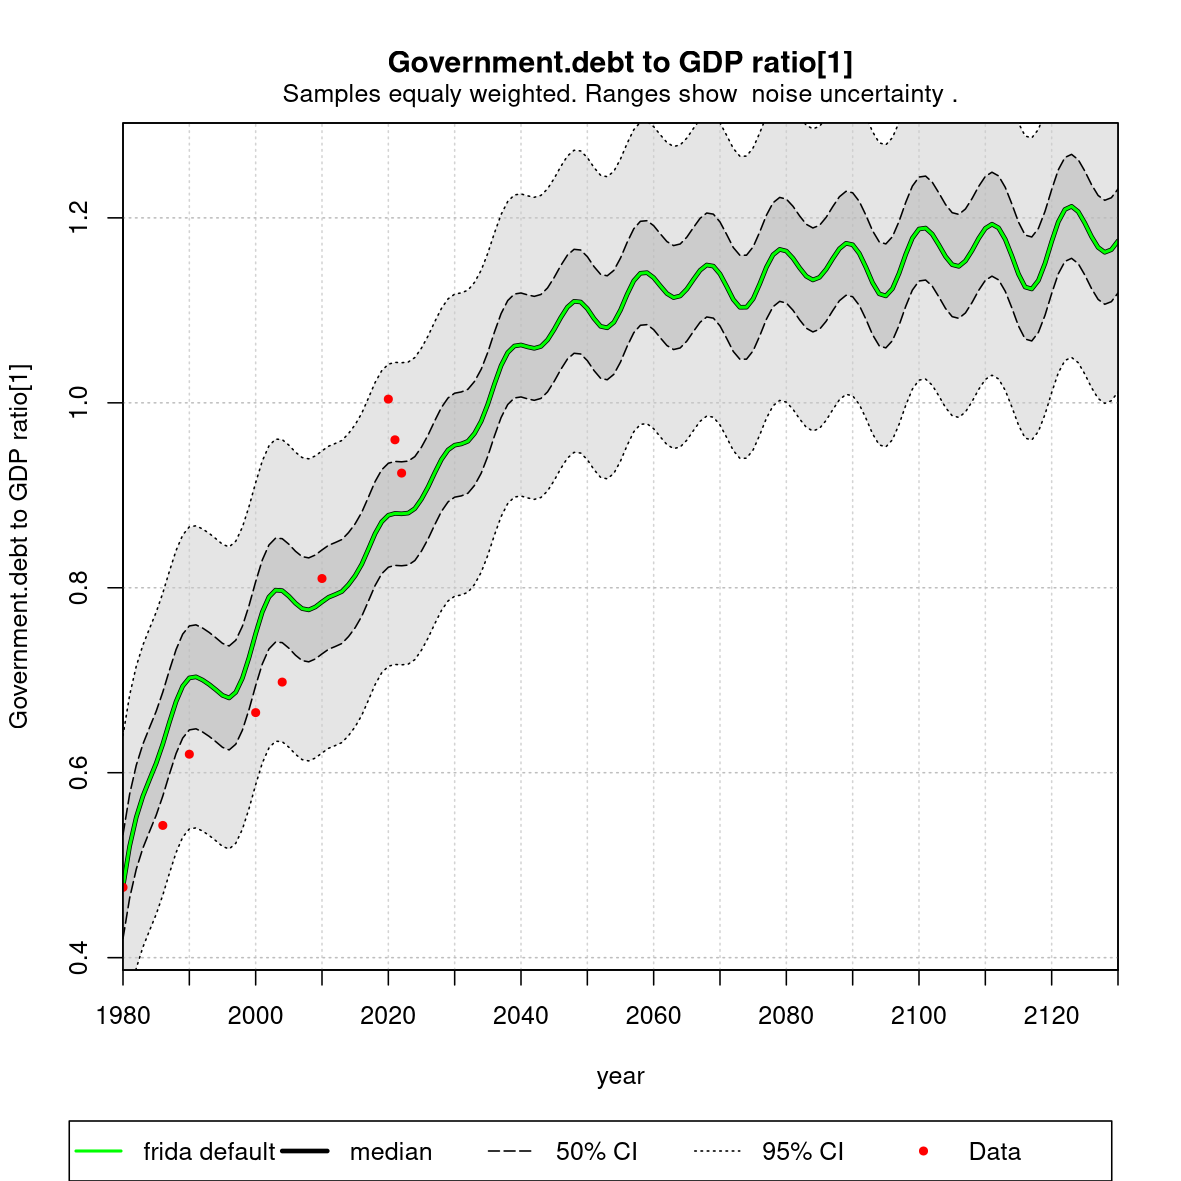 Government.debt to GDP ratio[1]
Samples equaly weighted. Ranges show  noise uncertainty .
Government.debt to GDP ratio[1]
1.2
1.0
0.8
0.6
0.4
1980 2000 2020 2040 2060 2080 2100 2120
year
frida default median 50% CI 95% CI Data